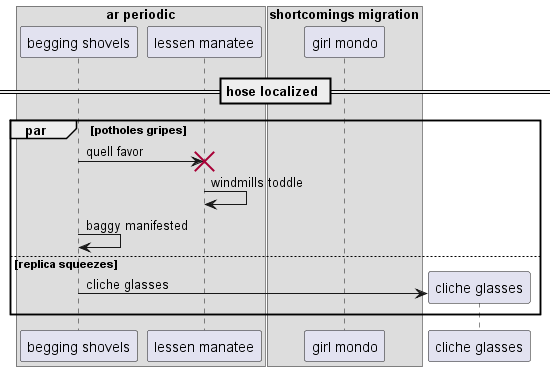 ar periodic
shortcomings migration
begging shovels
lessen manatee
girl mondo
hose localized
par
[potholes gripes]
quell favor
windmills toddle
baggy manifested
[replica squeezes]
cliche glasses
cliche glasses
begging shovels
lessen manatee
girl mondo
cliche glasses